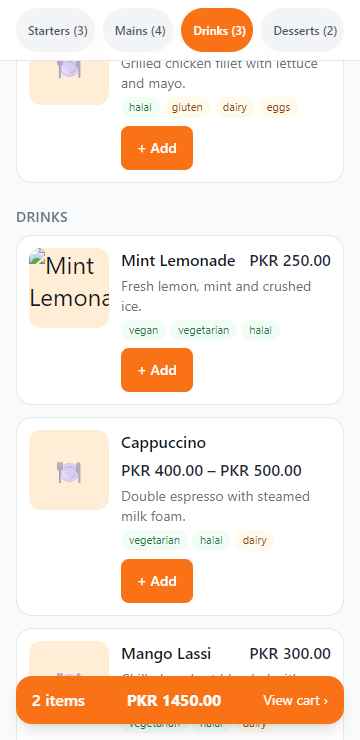 Starters (3) Mains (4) Drinks (3) Desserts (2)
Grilled chicken fillet with lettuce
and mayo.
halal gluten dairy eggs
+ Add
DRINKS
Mint
Lemona
Mint Lemonade PKR 250.00
Fresh lemon, mint and crushed
ice.
vegan vegetarian halal
+ Add
Cappuccino
PKR 400.00 – PKR 500.00
Double espresso with steamed
milk foam.
vegetarian halal dairy
+ Add
Mango Lassi PKR 300.00
2 items PKR 1450.00 View cart ›
vegetarian halal dairy